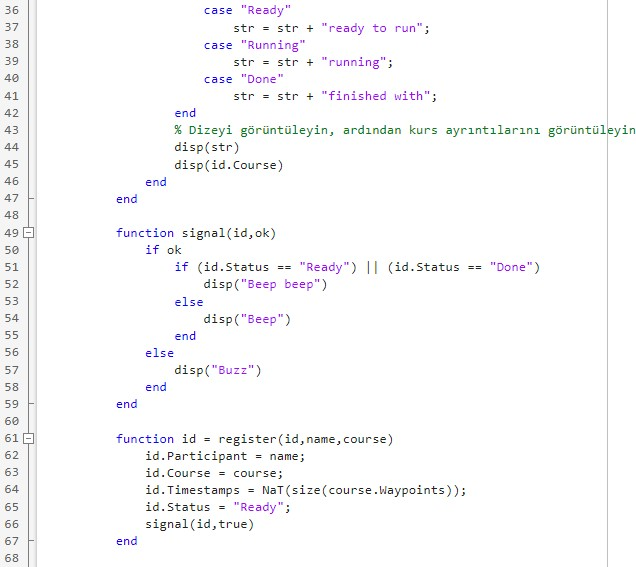 36 case "Ready"
37 str = str + "ready to run";
38 case "Running"
39 str = str + "running";
40 case "Done"
41 str = str + "finished with";
42 end
43 % Dizeyi görüntüleyin, ardından kurs ayrıntılarını görüntüleyin
44 disp(str)
45 disp(id.Course)
46 end
47 end
48
49 function signal(id,ok)
50 if ok
51 if (id.Status == "Ready") || (id.Status == "Done")
52 disp("Beep beep")
53 else
54 disp("Beep")
55 end
56 else
57 disp("Buzz")
58 end
59 end
60
61 function id = register(id,name,course)
62 id.Participant = name;
63 id.Course = course;
64 id.Timestamps = NaT(size(course.Waypoints));
65 id.Status = "Ready";
66 signal(id,true)
67 end
68